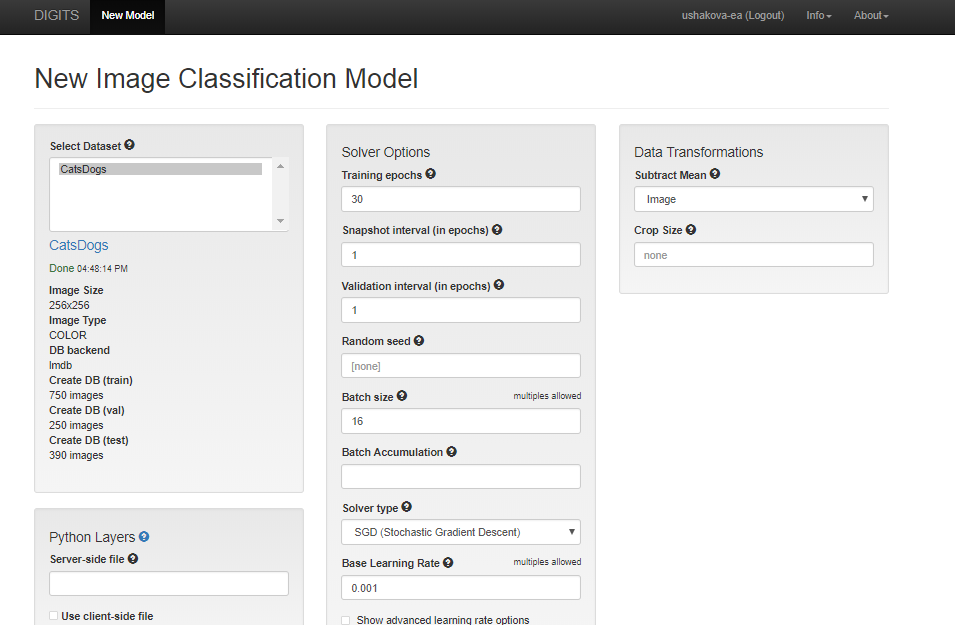 DIGITS New Model ushakova-ea (Logout) Info About
New Image Classification Model
Select Dataset
CatsDogs
CatsDogs
Done 04:48:14 PM
Image Size
256x256
Image Type
COLOR
DB backend
lmdb
Create DB (train)
750 images
Create DB (val)
250 images
Create DB (test)
390 images
Python Layers
Server-side file
Use client-side file
Solver Options
Training epochs
30
Snapshot interval (in epochs)
1
Validation interval (in epochs)
1
Random seed
[none]
Batch size multiples allowed
16
Batch Accumulation
Solver type
SGD (Stochastic Gradient Descent)
Base Learning Rate multiples allowed
0.001
Show advanced learning rate options
Data Transformations
Subtract Mean
Image
Crop Size
none